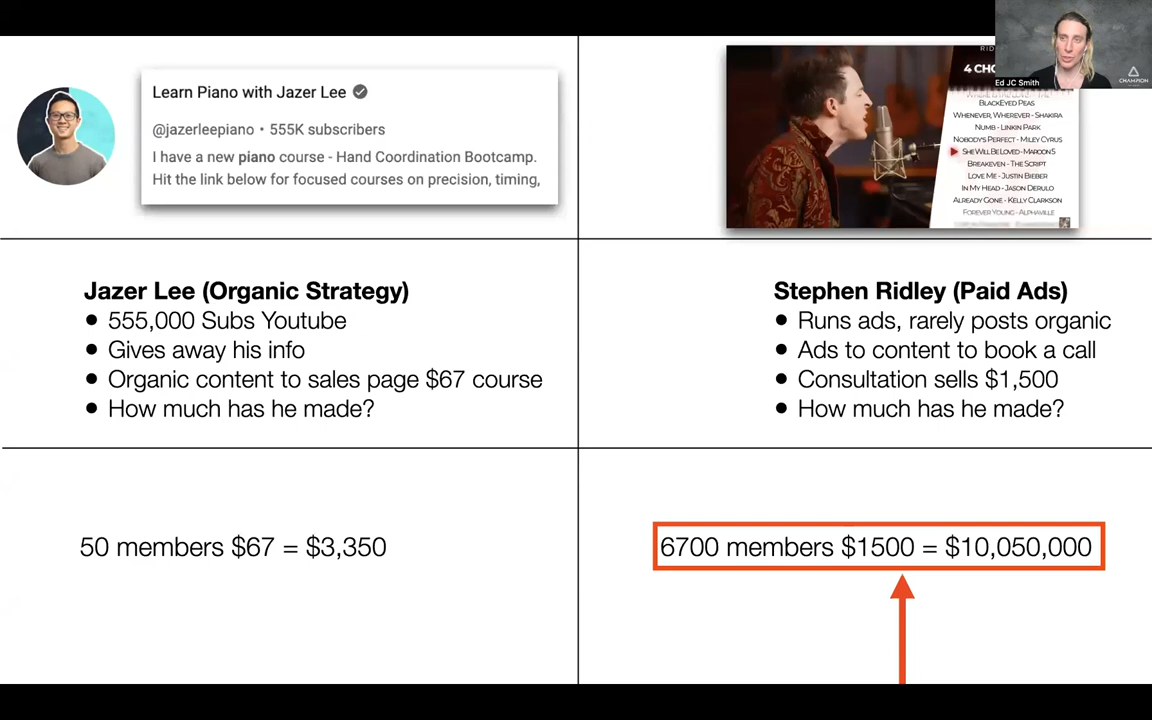 Learn Piano with Jazer Lee
@jazerleepiano • 555K subscribers
I have a new piano course - Hand Coordination Bootcamp.
Hit the link below for focused courses on precision, timing,
RID
4 CHO
BLACKEYED PEAS
WHENEVER, WHEREVER - SHAKIRA
NUMB - LINKIN PARK
NOBODY'S PERFECT - MILEY CYRUS
SHE WILL BE LOVED - MAROON 5
BREAKEVEN - THE SCRIPT
LOVE ME - JUSTIN BIEBER
IN MY HEAD - JASON DERULO
ALREADY GONE - KELLY CLARKSON
FOREVER YOUNG - ALPHAVILLE
Ed JC Smith
CHAMPION
Jazer Lee (Organic Strategy)
• 555,000 Subs Youtube
• Gives away his info
• Organic content to sales page $67 course
• How much has he made?
Stephen Ridley (Paid Ads)
• Runs ads, rarely posts organic
• Ads to content to book a call
• Consultation sells $1,500
• How much has he made?
50 members $67 = $3,350
6700 members $1500 = $10,050,000